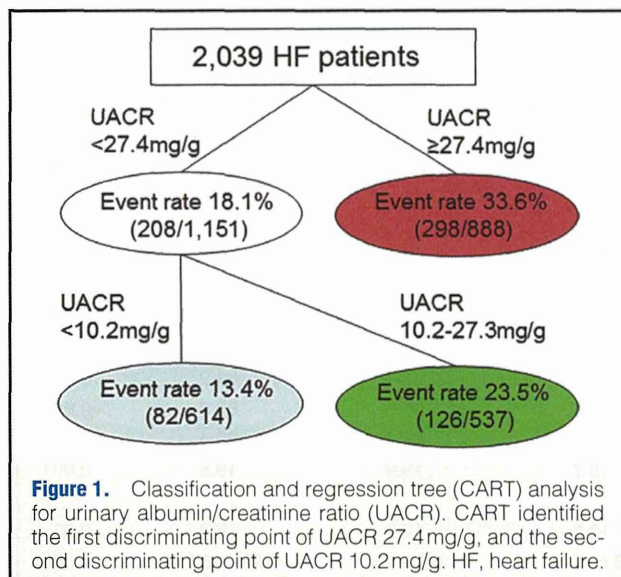 2,039 HF patients
UACR
<27.4mg/g
UACR
≥27.4mg/g
Event rate 18.1%
(208/1,151)
Event rate 33.6%
(298/888)
UACR
<10.2mg/g
UACR
10.2-27.3mg/g
Event rate 13.4%
(82/614)
Event rate 23.5%
(126/537)
Figure 1. Classification and regression tree (CART) analysis
for urinary albumin/creatinine ratio (UACR). CART identified
the first discriminating point of UACR 27.4 mg/g, and the sec-
ond discriminating point of UACR 10.2 mg/g. HF, heart failure.